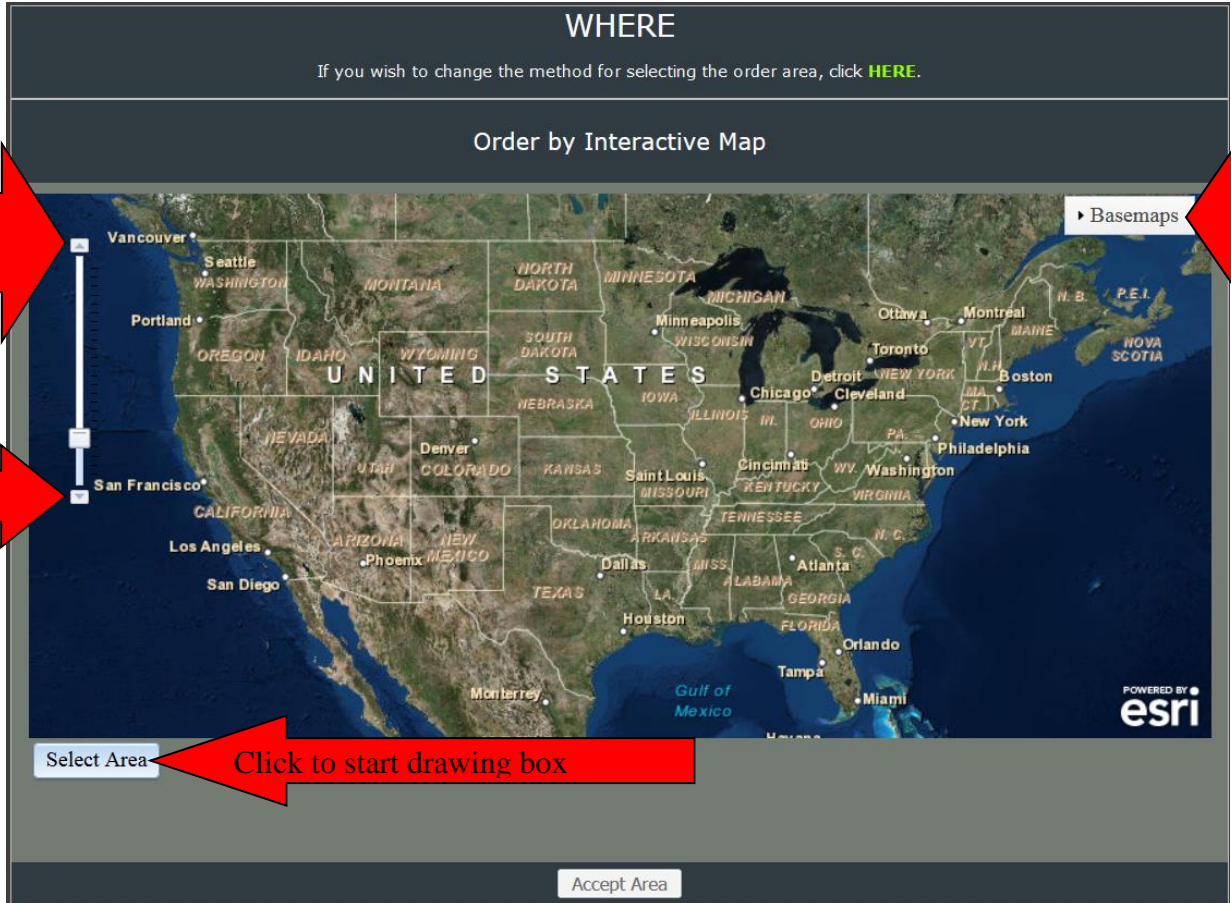 WHERE
If you wish to change the method for selecting the order area, click HERE.
Order by Interactive Map
Basemaps
Vancouver
Seattle
WASHINGTON
MONTANA
NORTH
DAKOTA
MINNESOTA
MICHIGAN
N. B.
P.E.I.
Portland
Minneapolis
Ottawa
Montreal
MAINE
NOVA
SCOTIA
OREGON
IDAHO
WYOMING
SOUTH
DAKOTA
WISCONSIN
Toronto
VT.
N.H.
UNITED STATES
Detroit
NEW YORK
Boston
Chicago
Cleveland
MA.
CT.
NEBRASKA
IOWA
ILLINOIS
IN.
OHIO
PA.
New York
Philadelphia
NEVADA
UTAH
Denver
COLORADO
KANSAS
Saint Louis
MISSOURI
Cincinnati
KENTUCKY
WV.
Washington
VIRGINIA
San Francisco
CALIFORNIA
OKLAHOMA
ARKANSAS
TENNESSEE
N. C.
Los Angeles
ARIZONA
Phoenix
NEW
MEXICO
Dallas
MISS.
ALABAMA
Atlanta
S. C.
GEORGIA
San Diego
TEXAS
LA.
Houston
FLORIDA
Orlando
Tampa
Miami
Monterrey
Gulf of
Mexico
Havana
POWERED BY
esri
Select Area
Click to start drawing box
Accept Area